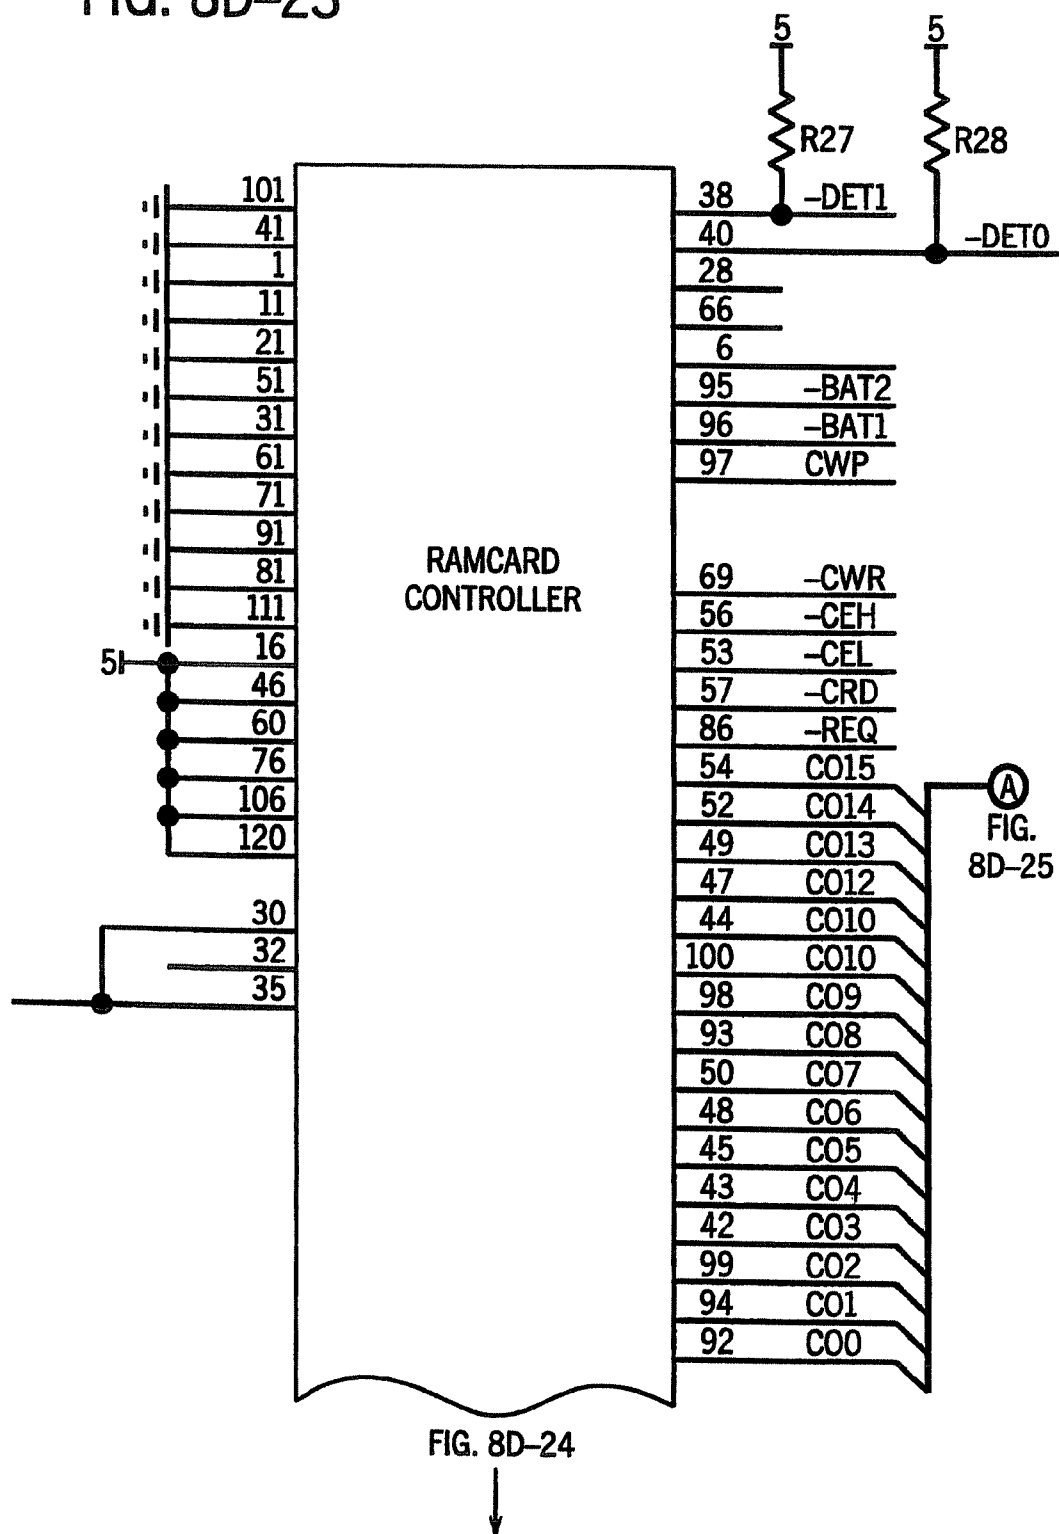 FIG. 8D–23
5 5
R27 R28
101
41
1
11
21
51
31
61
71
91
81
111
16
5
46
60
76
106
120
30
32
35
RAMCARD
CONTROLLER
38 –DET1
40 –DET0
28
66
6
95 –BAT2
96 –BAT1
97 CWP
69 –CWR
56 –CEH
53 –CEL
57 –CRD
86 –REQ
54 CO15
52 CO14
49 CO13
47 CO12
44 CO10
100 CO10
98 CO9
93 CO8
50 CO7
48 CO6
45 CO5
43 CO4
42 CO3
99 CO2
94 CO1
92 CO0
A
FIG.
8D–25
FIG. 8D–24